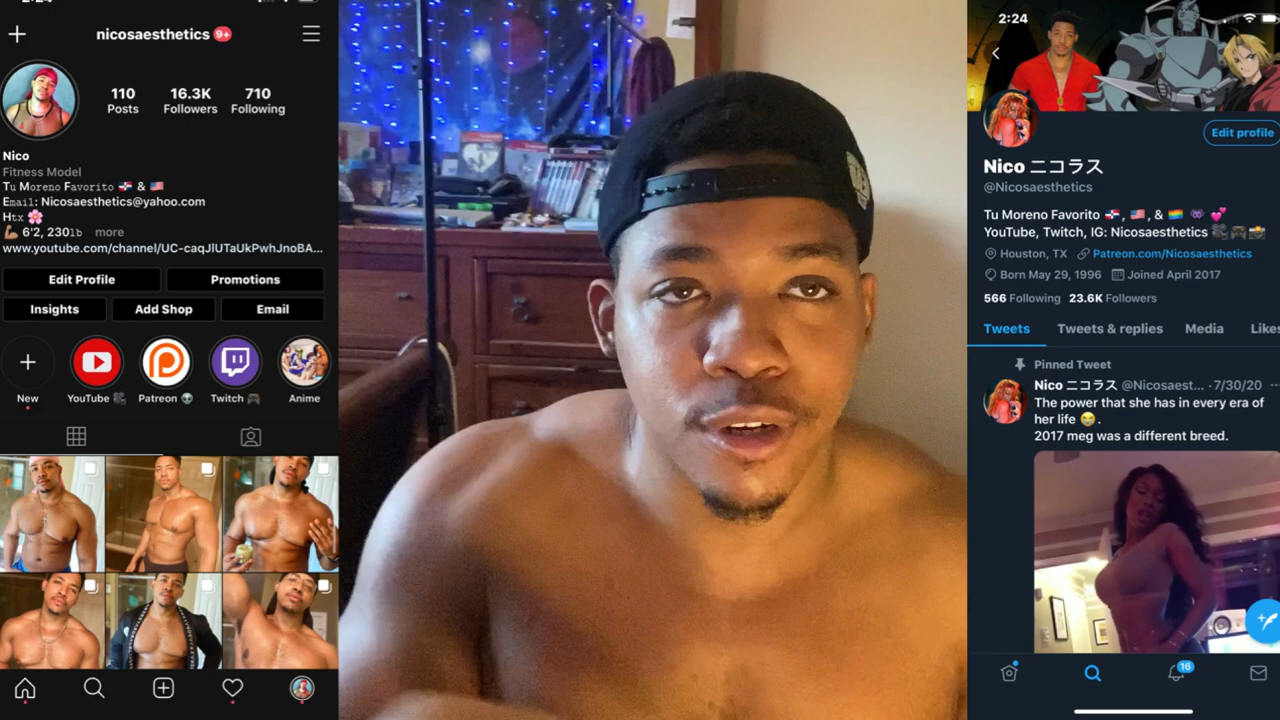 nicosaesthetics 9+
110 16.3K 710
Posts Followers Following
Nico
Fitness Model
Tu Moreno Favorito 🇩🇴 & 🇺🇸
Email: Nicosaesthetics@yahoo.com
Htx 🌸
💪🏽 6'2, 230lb more
www.youtube.com/channel/UC-caqJlUTaUkPwhJnoBA...
Edit Profile Promotions
Insights Add Shop Email
New YouTube Patreon 👽 Twitch 🎮 Anime
2:24
Edit profile
Nico ニコラス
@Nicosaesthetics
Tu Moreno Favorito 🇩🇴, 🇺🇸, & 🏳️‍🌈 👾 💕
YouTube, Twitch, IG: Nicosaesthetics 🎥🎮📸
Houston, TX Patreon.com/Nicosaesthetics
Born May 29, 1996 Joined April 2017
566 Following 23.6K Followers
Tweets Tweets & replies Media Likes
Pinned Tweet
Nico ニコラス @Nicosaest... · 7/30/20 ...
The power that she has in every era of
her life 😭.
2017 meg was a different breed.
16